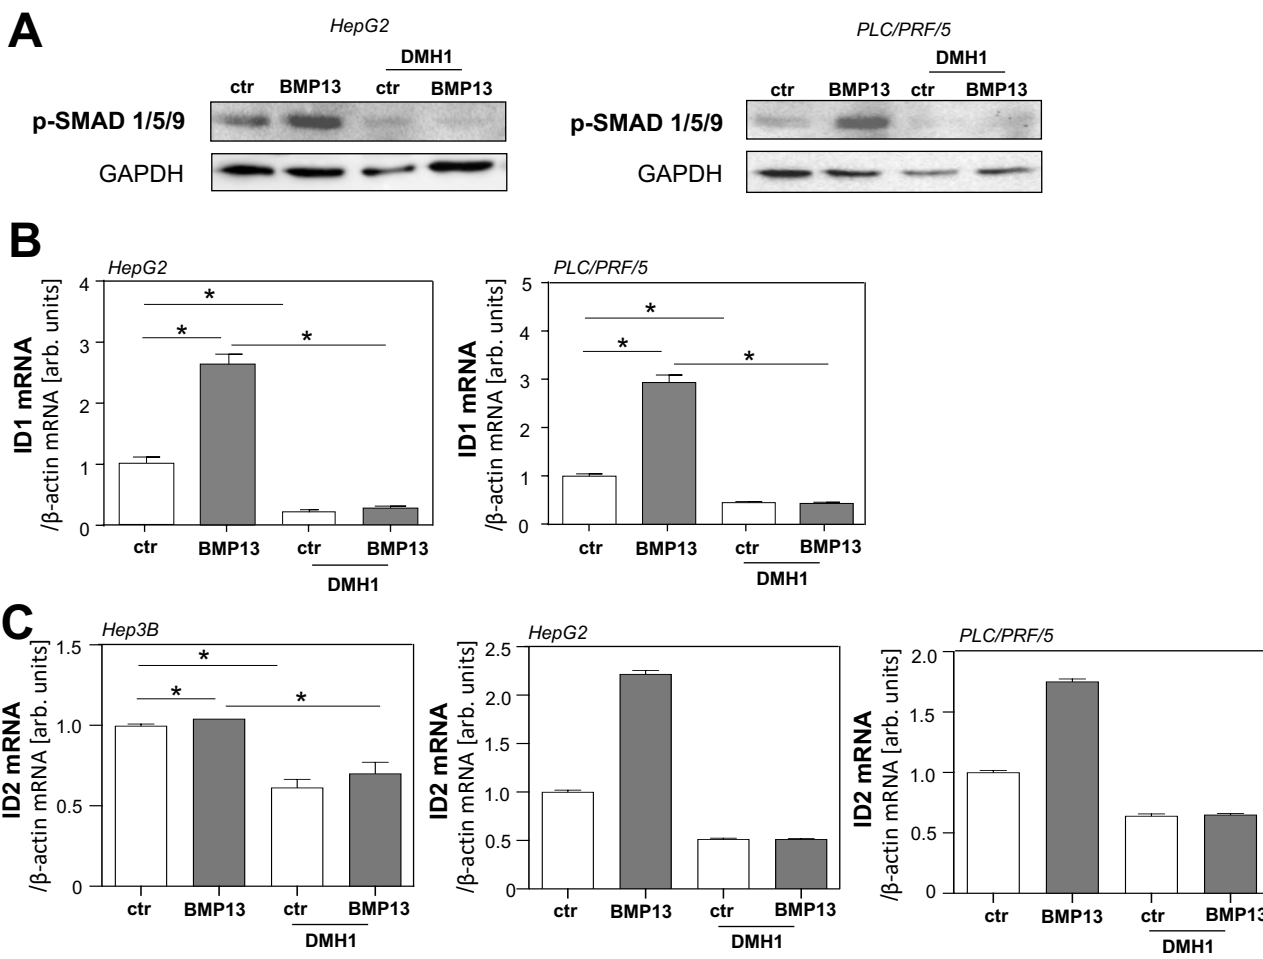 A
HepG2
DMH1
ctr BMP13 ctr BMP13
p-SMAD 1/5/9
GAPDH
PLC/PRF/5
DMH1
ctr BMP13 ctr BMP13
p-SMAD 1/5/9
GAPDH
B
HepG2
ID1 mRNA
/β-actin mRNA [arb. units]
4
3
2
1
0
*
*
*
ctr BMP13 ctr BMP13
DMH1
PLC/PRF/5
ID1 mRNA
/β-actin mRNA [arb. units]
5
4
3
2
1
0
*
*
*
ctr BMP13 ctr BMP13
DMH1
C
Hep3B
ID2 mRNA
/β-actin mRNA [arb. units]
1.5
1.0
0.5
0
*
*
*
ctr BMP13 ctr BMP13
DMH1
HepG2
ID2 mRNA
/β-actin mRNA [arb. units]
2.5
2.0
1.5
1.0
0.5
0
ctr BMP13 ctr BMP13
DMH1
PLC/PRF/5
ID2 mRNA
/β-actin mRNA [arb. units]
2.0
1.5
1.0
0.5
0
ctr BMP13 ctr BMP13
DMH1